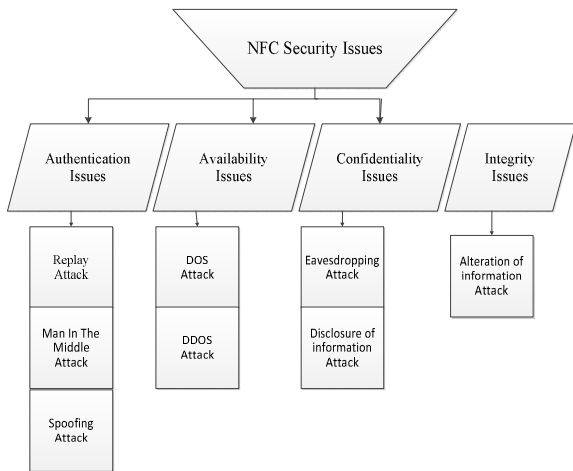 NFC Security Issues
Authentication
Issues
Availability
Issues
Confidentiality
Issues
Integrity
Issues
Replay
Attack
Man In The
Middle
Attack
Spoofing
Attack
DOS
Attack
DDOS
Attack
Eavesdropping
Attack
Disclosure of
information
Attack
Alteration of
information
Attack